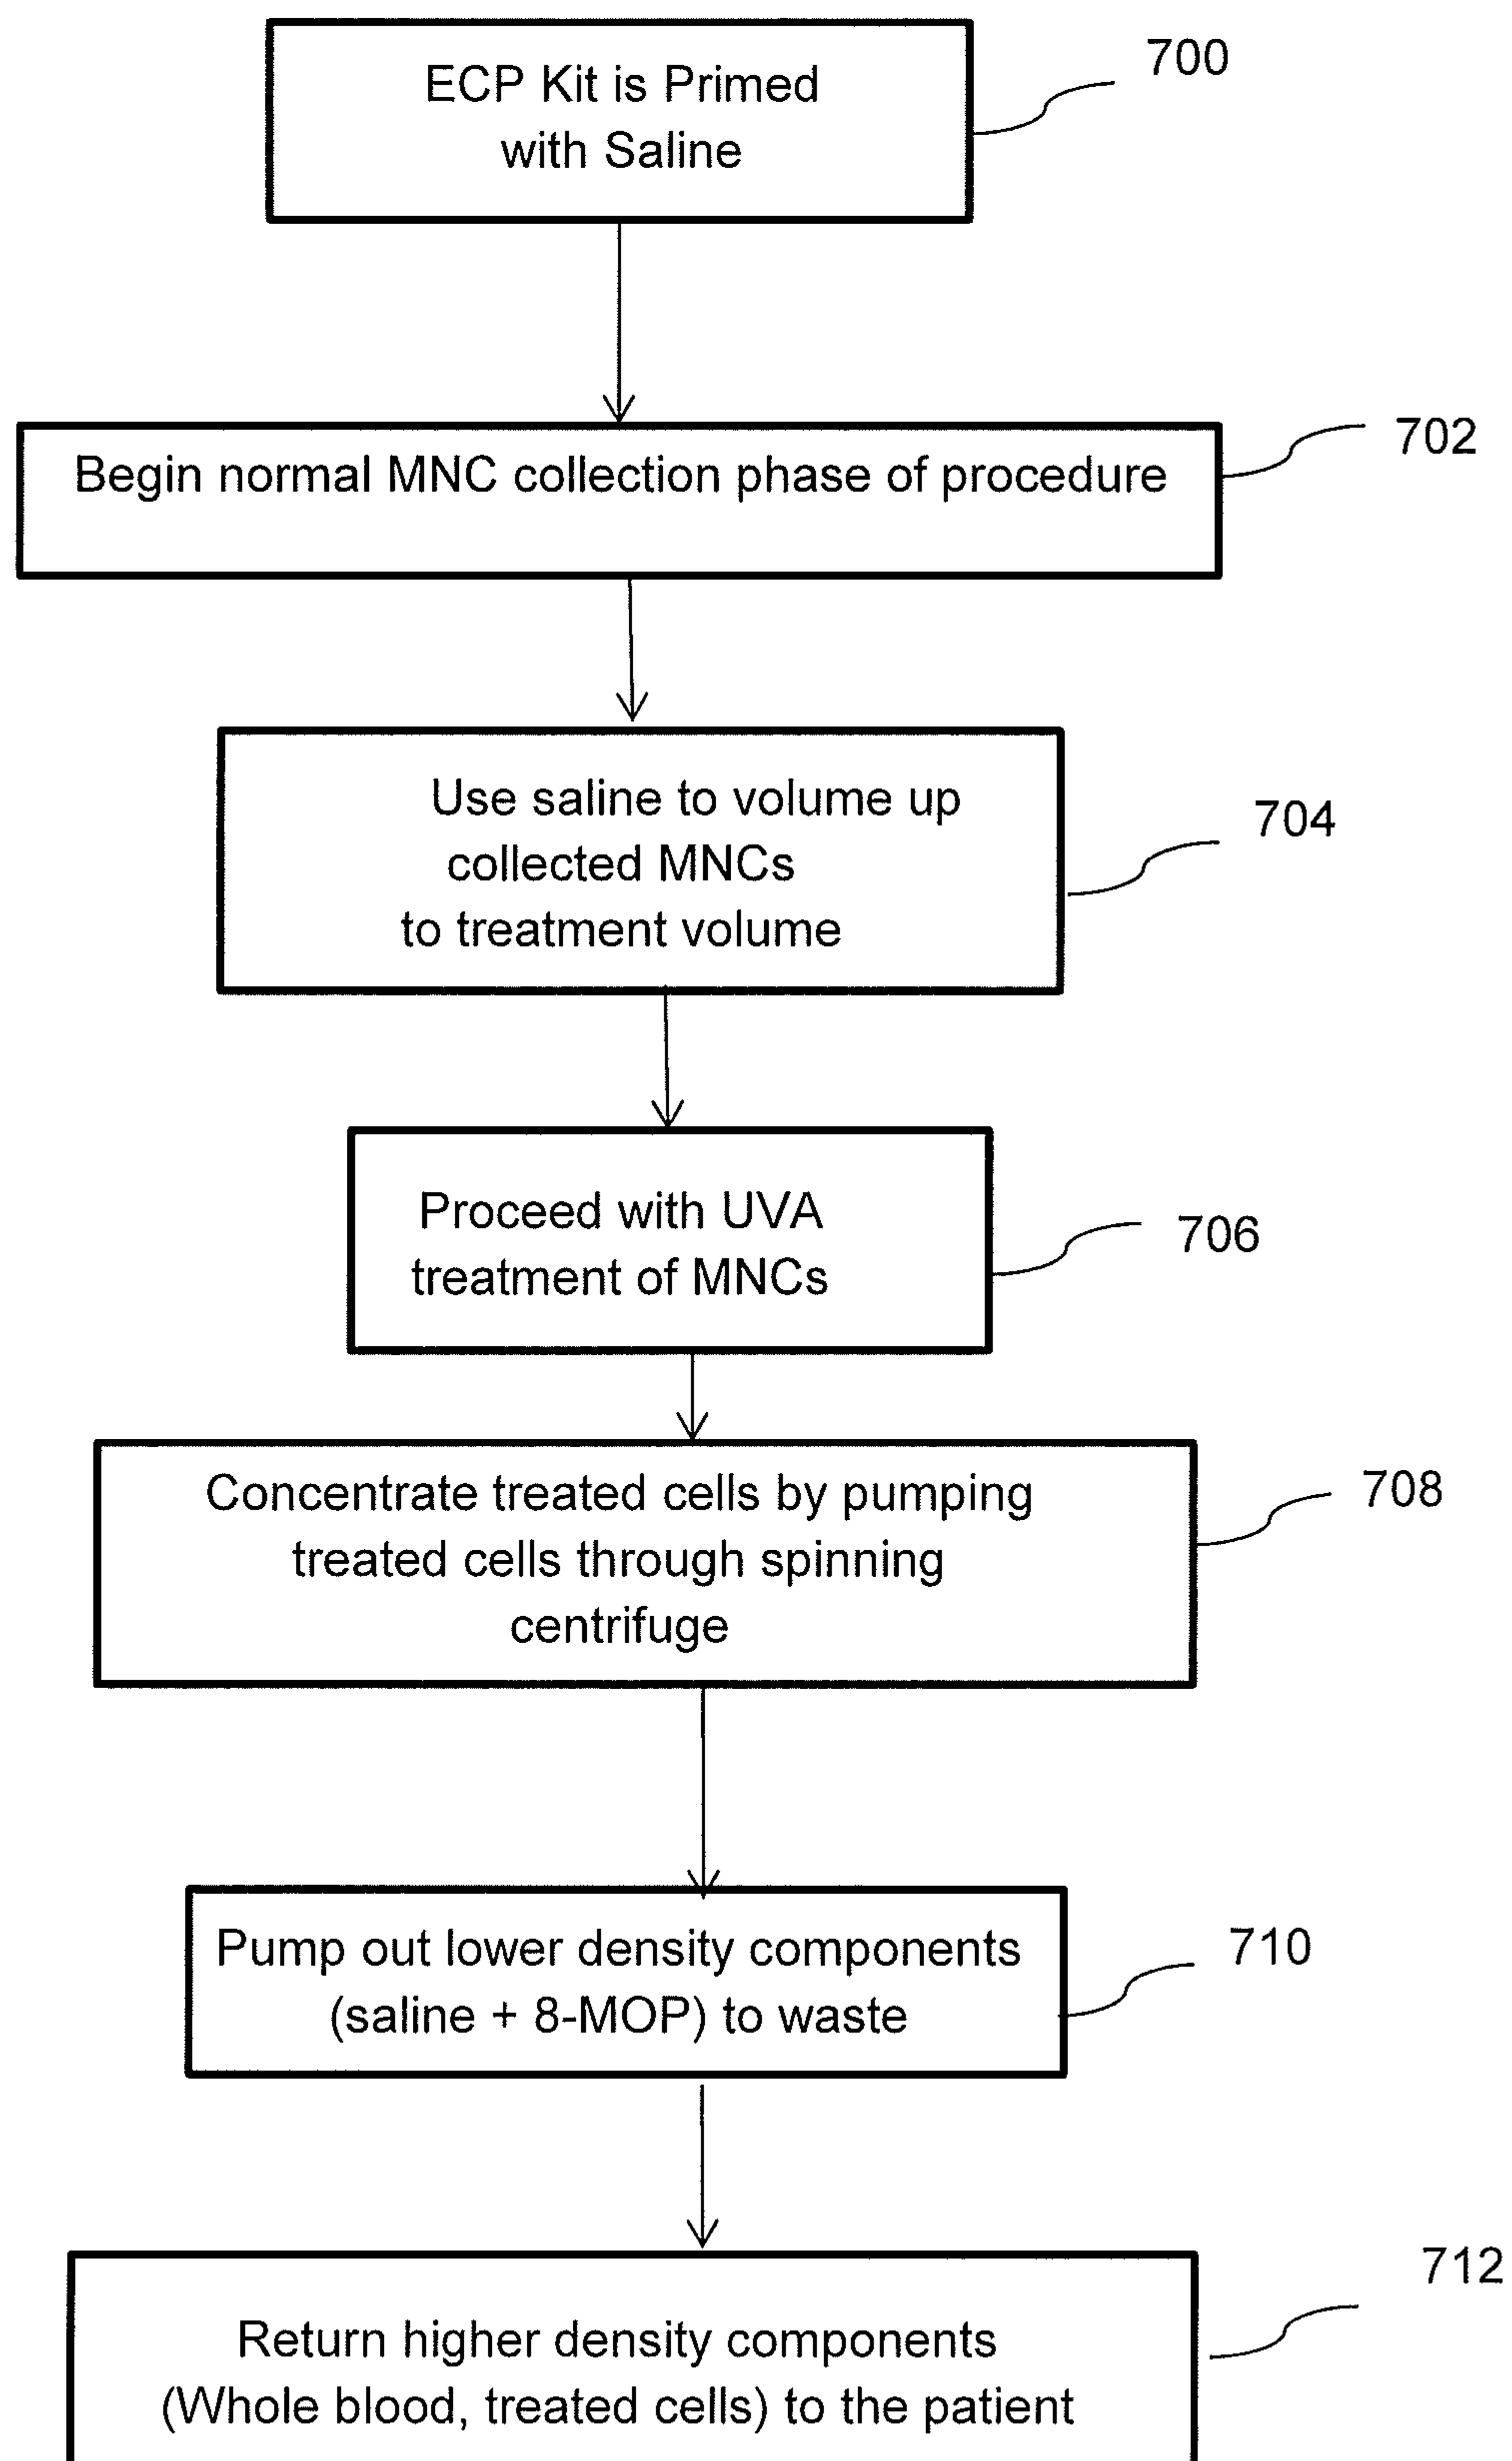 ECP Kit is Primed
with Saline
700
Begin normal MNC collection phase of procedure
702
Use saline to volume up
collected MNCs
to treatment volume
704
Proceed with UVA
treatment of MNCs
706
Concentrate treated cells by pumping
treated cells through spinning
centrifuge
708
Pump out lower density components
(saline + 8-MOP) to waste
710
Return higher density components
(Whole blood, treated cells) to the patient
712